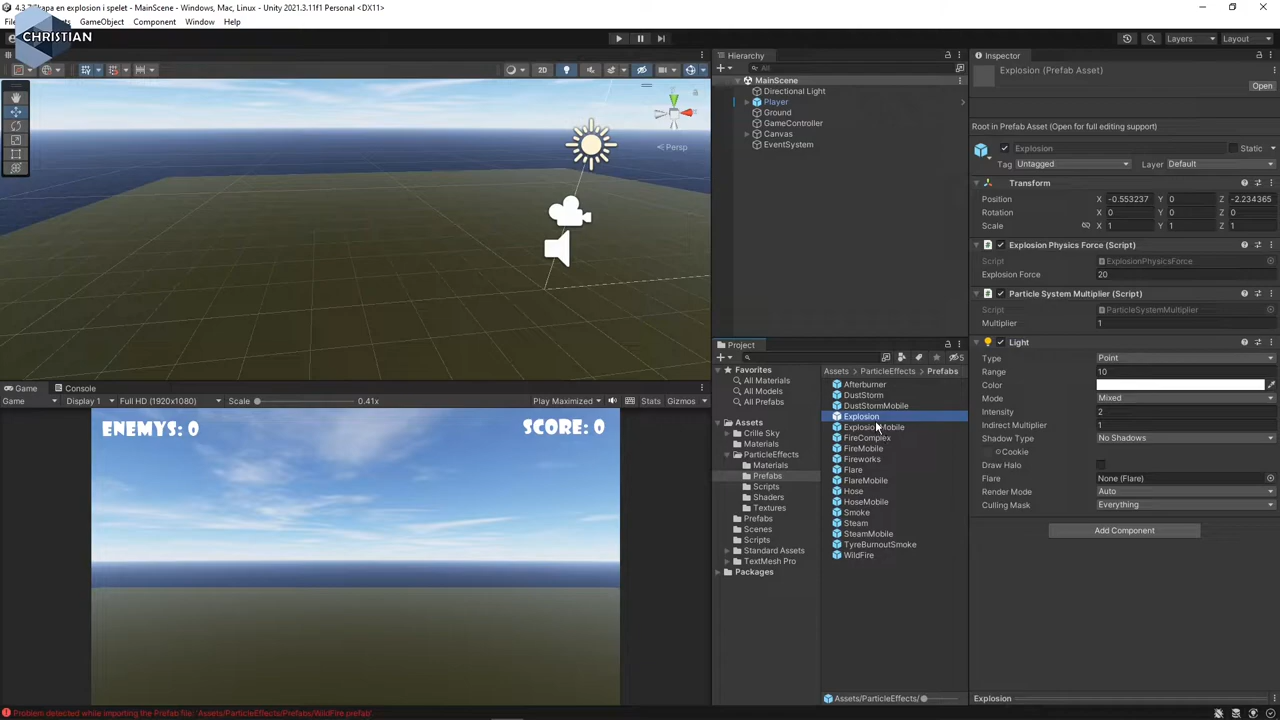 4.3.7 Skapa en explosion i spelet - MainScene - Windows, Mac, Linux - Unity 2021.3.11f1 Personal <DX11>
GameObject Component Window Help
CHRISTIAN
Layers Layout
2D
Persp
Hierarchy
All
MainScene
Directional Light
Player
Ground
GameController
Canvas
EventSystem
Game Console
Game Display 1 Full HD (1920x1080) Scale 0.41x Play Maximized Stats Gizmos
ENEMYS: 0 SCORE: 0
Project
5
Favorites
All Materials
All Models
All Prefabs
Assets
Crille Sky
Materials
ParticleEffects
Materials
Prefabs
Scripts
Shaders
Textures
Prefabs
Scenes
Scripts
Standard Assets
TextMesh Pro
Packages
Assets > ParticleEffects > Prefabs
Afterburner
DustStorm
DustStormMobile
Explosion
ExplosionMobile
FireComplex
FireMobile
Fireworks
Flare
FlareMobile
Hose
HoseMobile
Smoke
Steam
SteamMobile
TyreBurnoutSmoke
WildFire
Assets/ParticleEffects/
Inspector
Explosion (Prefab Asset)
Open
Root in Prefab Asset (Open for full editing support)
Explosion Static
Tag Untagged Layer Default
Transform
Position X -0.553237 Y 0 Z -2.234365
Rotation X 0 Y 0 Z 0
Scale X 1 Y 1 Z 1
Explosion Physics Force (Script)
Script ExplosionPhysicsForce
Explosion Force 20
Particle System Multiplier (Script)
Script ParticleSystemMultiplier
Multiplier 1
Light
Type Point
Range 10
Color
Mode Mixed
Intensity 2
Indirect Multiplier 1
Shadow Type No Shadows
Cookie
Draw Halo
Flare None (Flare)
Render Mode Auto
Culling Mask Everything
Add Component
Explosion
Problem detected while importing the Prefab file: 'Assets/ParticleEffects/Prefabs/WildFire.prefab'.